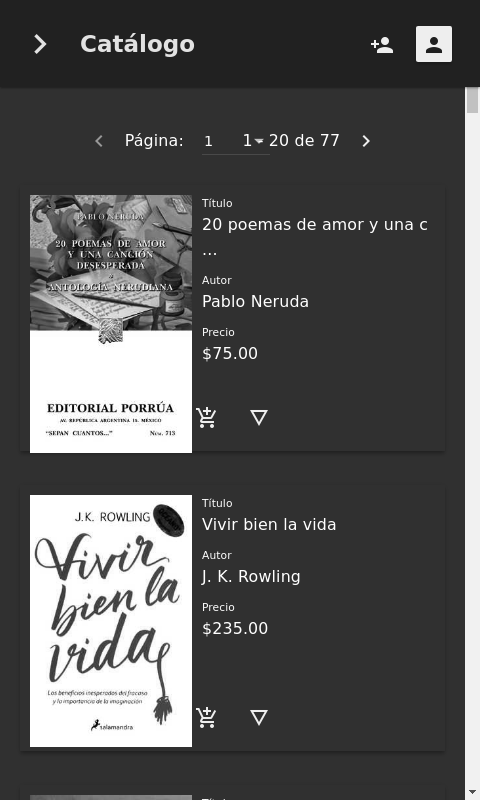 Catálogo
Página: 1 1 - 20 de 77
PABLO NERUDA
20 POEMAS DE AMOR
Y UNA CANCIÓN
DESESPERADA
&
ANTOLOGÍA NERUDIANA
EDITORIAL PORRÚA
AV. REPÚBLICA ARGENTINA 15. MÉXICO
"SEPAN CUANTOS..." NÚM. 713
Título
20 poemas de amor y una c
...
Autor
Pablo Neruda
Precio
$75.00
J.K. ROWLING
Vivir
bien la
vida
Los beneficios inesperados del fracaso
y la importancia de la imaginación
salamandra
Título
Vivir bien la vida
Autor
J. K. Rowling
Precio
$235.00